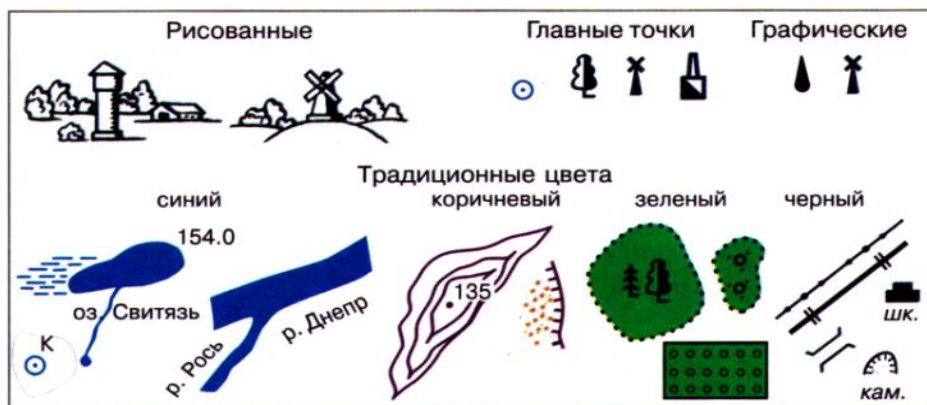 Рисованные
Главные точки
Графические
Традиционные цвета
синий
коричневый
зеленый
черный
154.0
оз. Свитязь
К
р. Рось
р. Днепр
135
шк.
кам.